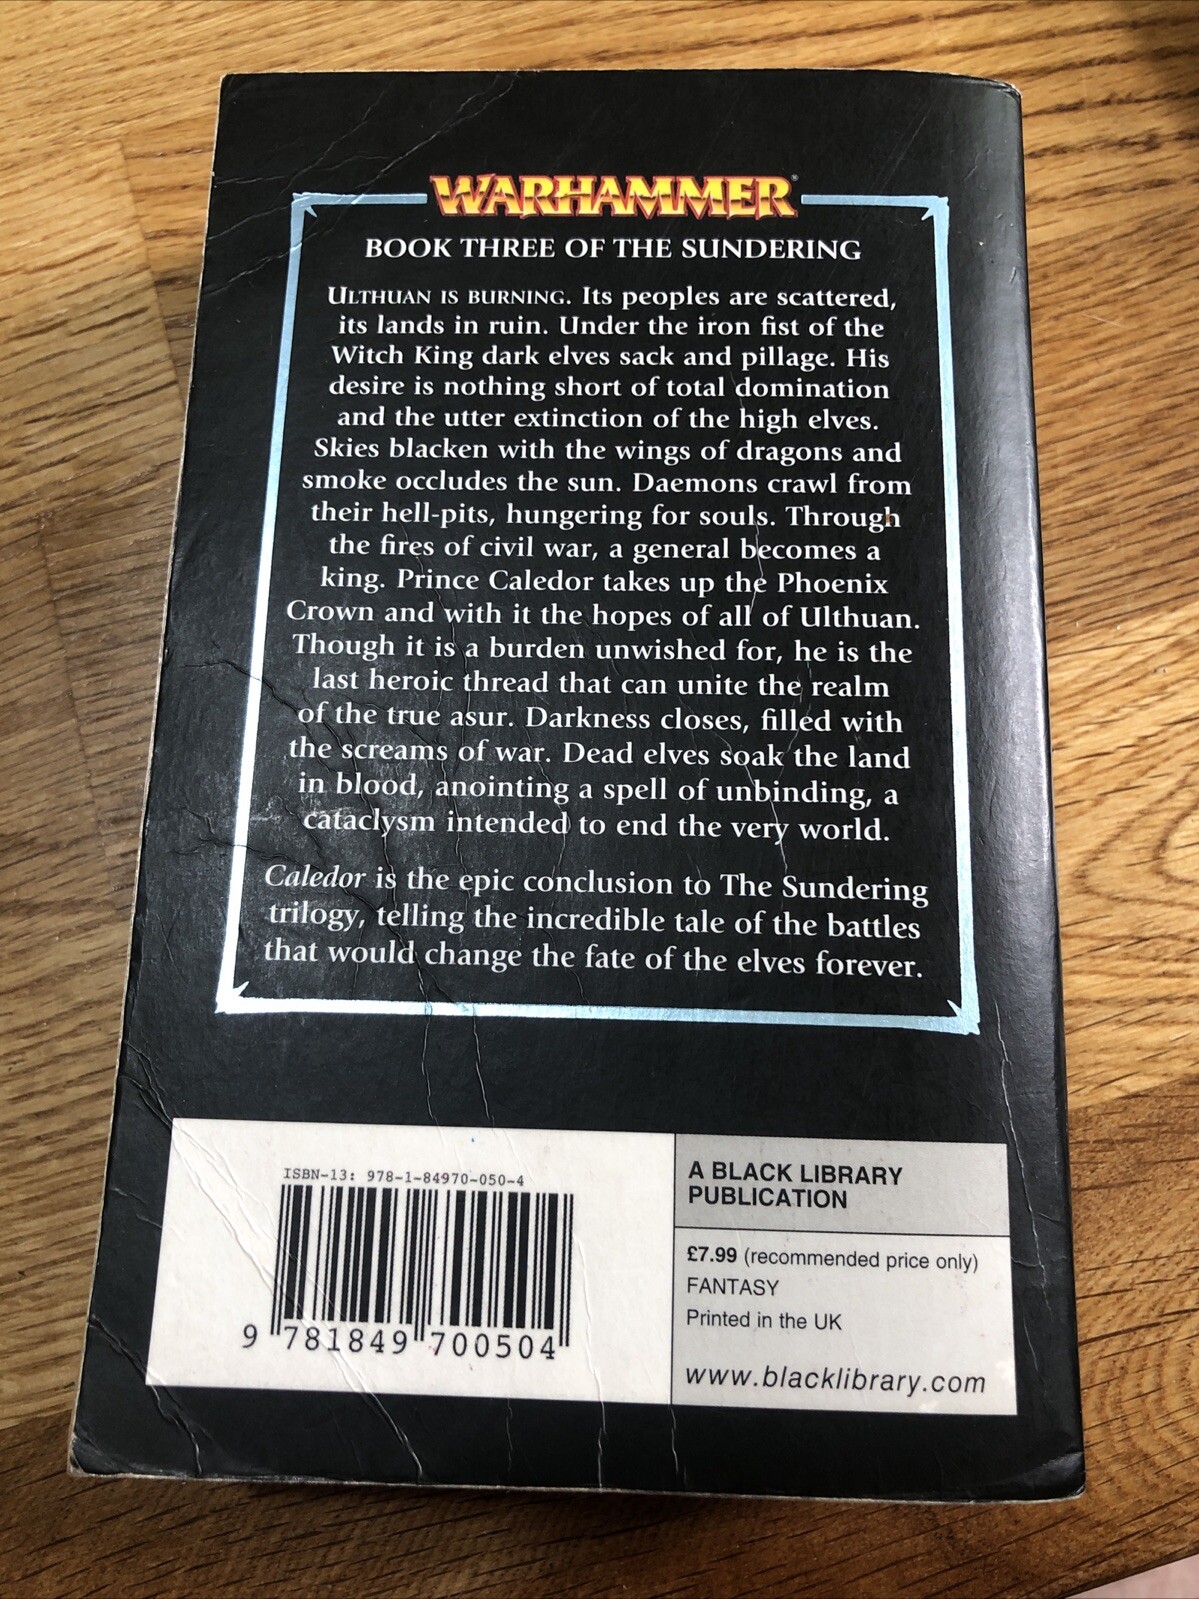 WARHAMMER®
BOOK THREE OF THE SUNDERING
ULTHUAN IS BURNING. Its peoples are scattered,
its lands in ruin. Under the iron fist of the
Witch King dark elves sack and pillage. His
desire is nothing short of total domination
and the utter extinction of the high elves.
Skies blacken with the wings of dragons and
smoke occludes the sun. Daemons crawl from
their hell-pits, hungering for souls. Through
the fires of civil war, a general becomes a
king. Prince Caledor takes up the Phoenix
Crown and with it the hopes of all of Ulthuan.
Though it is a burden unwished for, he is the
last heroic thread that can unite the realm
of the true asur. Darkness closes, filled with
the screams of war. Dead elves soak the land
in blood, anointing a spell of unbinding, a
cataclysm intended to end the very world.
Caledor is the epic conclusion to The Sundering
trilogy, telling the incredible tale of the battles
that would change the fate of the elves forever.
ISBN-13: 978-1-84970-050-4
9 781849 700504
A BLACK LIBRARY
PUBLICATION
£7.99 (recommended price only)
FANTASY
Printed in the UK
www.blacklibrary.com